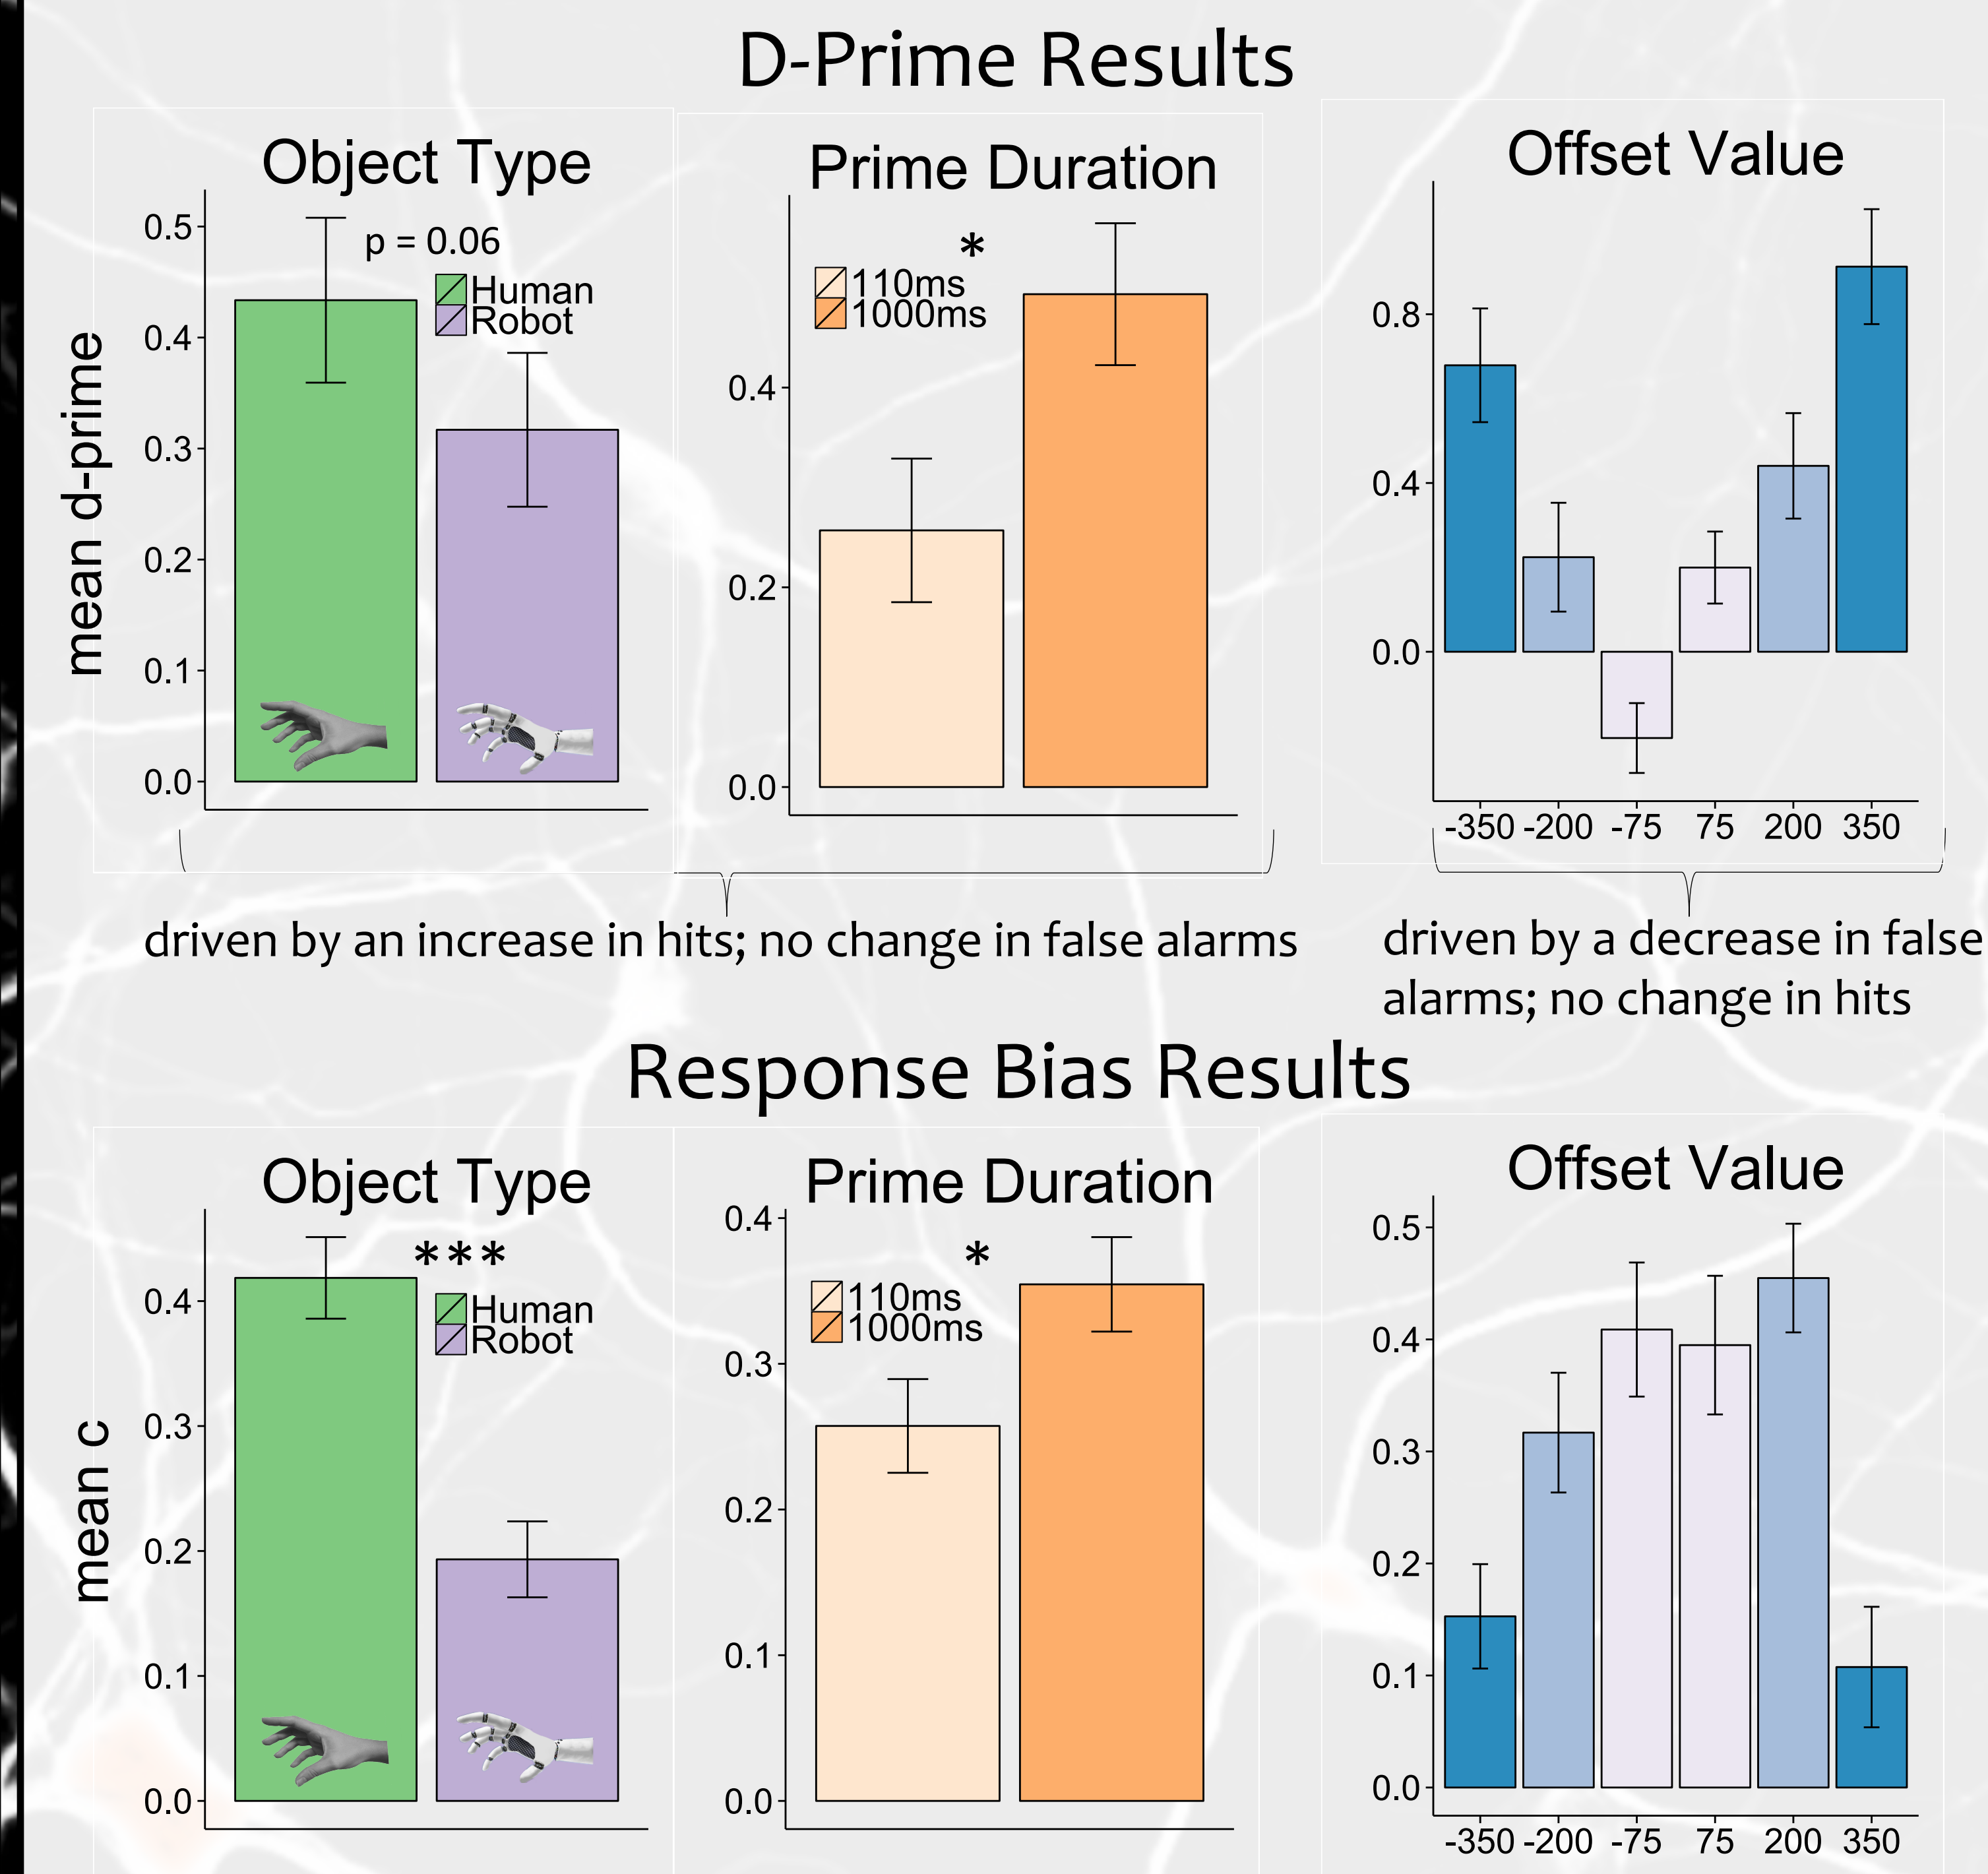 D-Prime Results
Object Type
mean d-prime
0.5
0.4
0.3
0.2
0.1
0.0
p = 0.06
Human
Robot
Prime Duration
0.4
0.2
0.0
*
110ms
1000ms
Offset Value
0.8
0.4
0.0
-350 -200 -75 75 200 350
driven by an increase in hits; no change in false alarms
driven by a decrease in false
alarms; no change in hits
Response Bias Results
Object Type
mean c
0.4
0.3
0.2
0.1
0.0
***
Human
Robot
Prime Duration
0.4
0.3
0.2
0.1
0.0
*
110ms
1000ms
Offset Value
0.5
0.4
0.3
0.2
0.1
0.0
-350 -200 -75 75 200 350